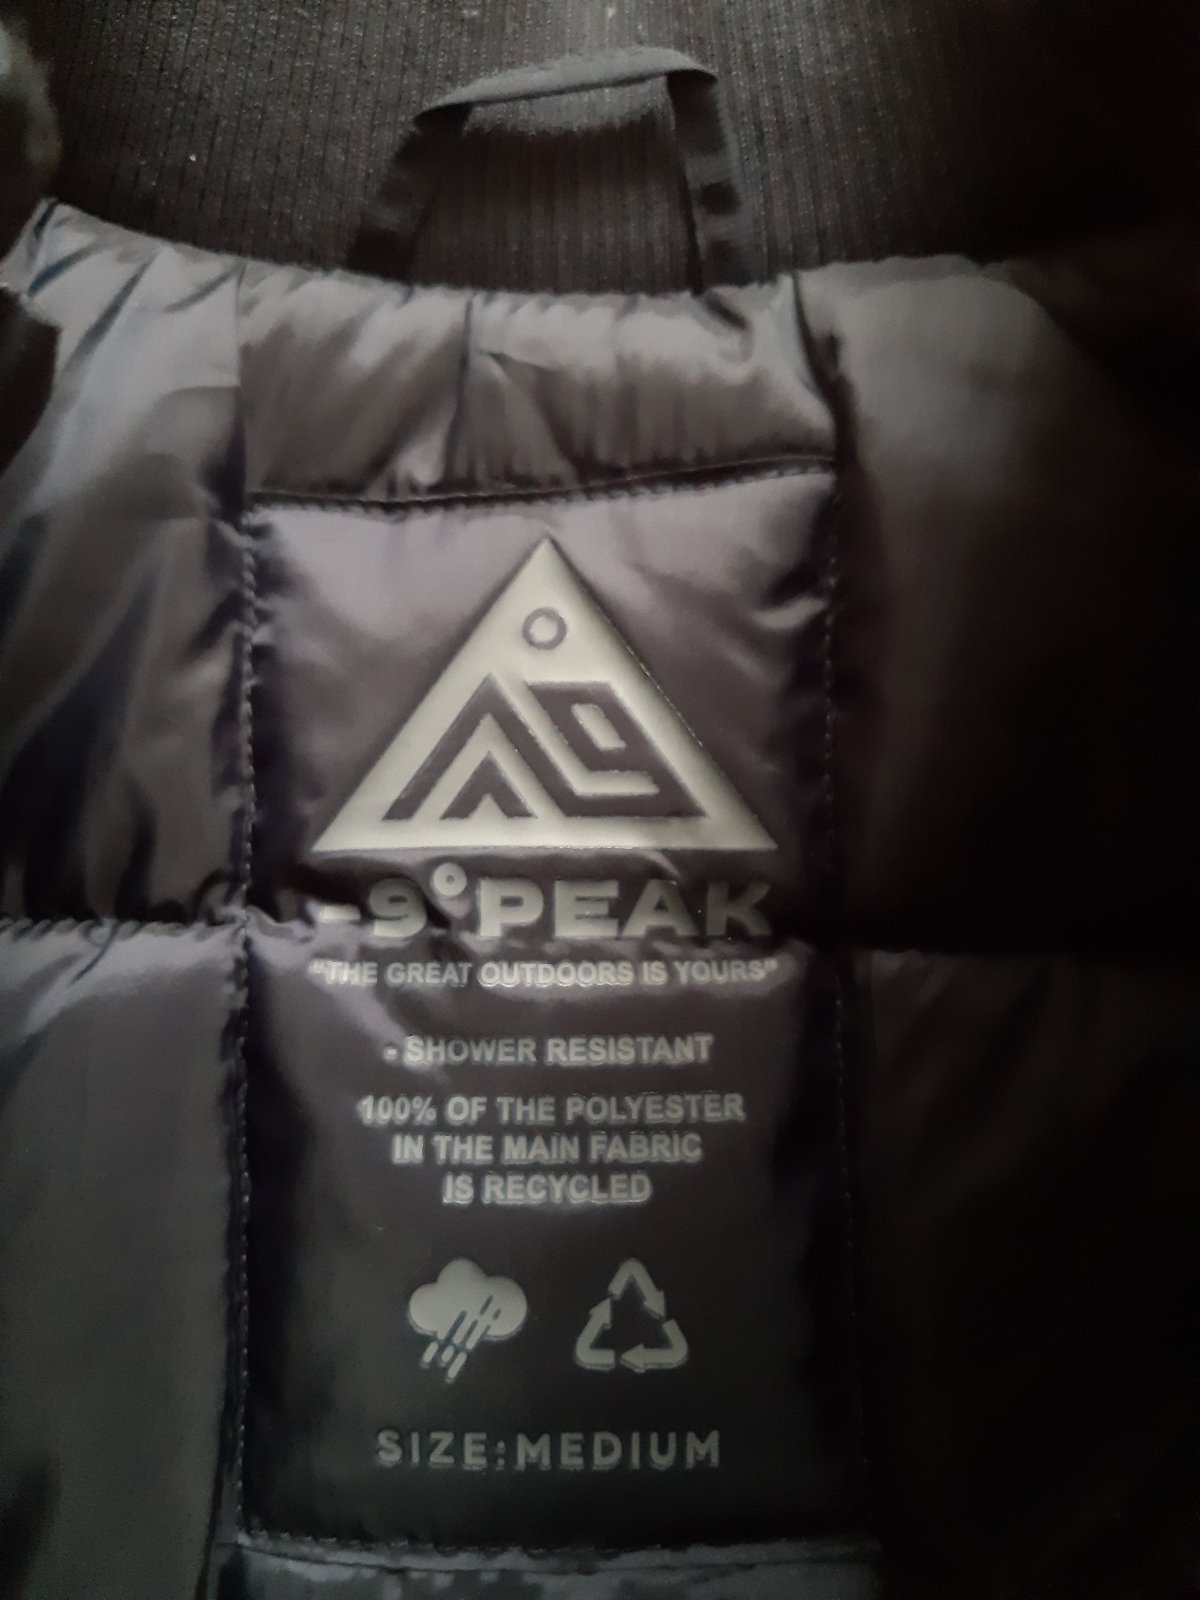 -9°PEAK
"THE GREAT OUTDOORS IS YOURS"
- SHOWER RESISTANT
100% OF THE POLYESTER
IN THE MAIN FABRIC
IS RECYCLED
SIZE:MEDIUM